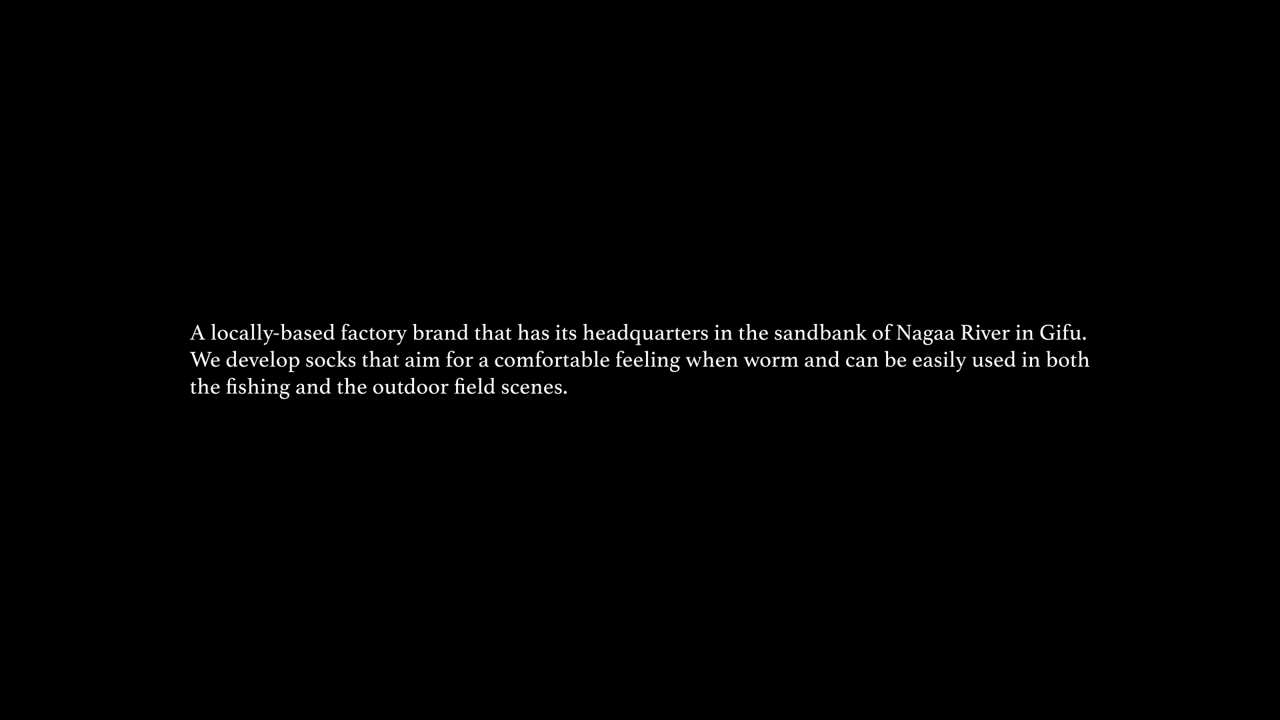 A locally-based factory brand that has its headquarters in the sandbank of Nagaa River in Gifu.
We develop socks that aim for a comfortable feeling when worm and can be easily used in both
the fishing and the outdoor field scenes.